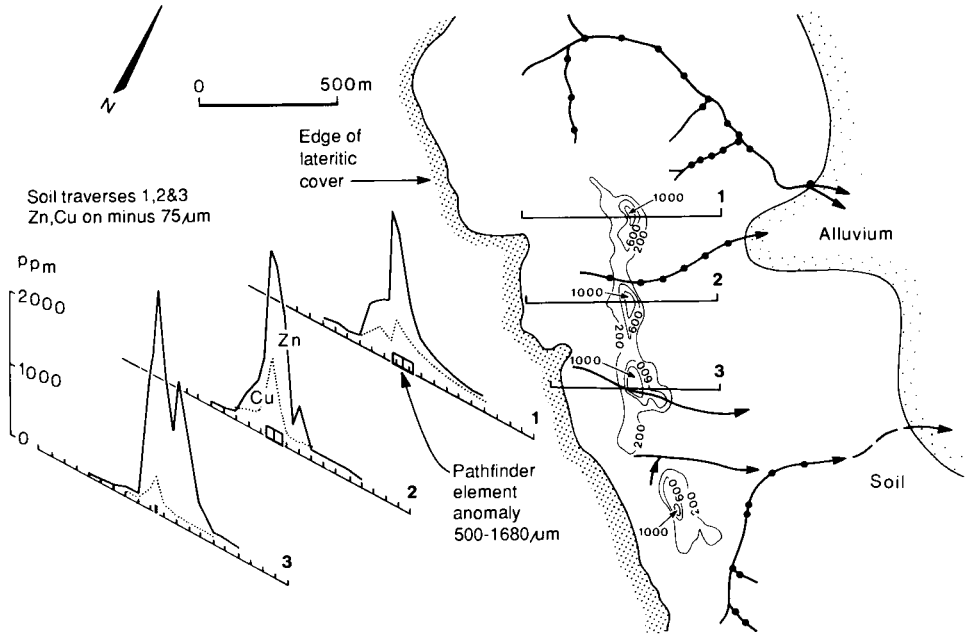 N
0 500m
Edge of
lateritic
cover
Soil traverses 1,2&3
Zn,Cu on minus 75µm
ppm
2000
1000
0
Zn
Cu
1
2
3
Pathfinder
element
anomaly
500-1680µm
1000
600
200
1
Alluvium
1000
600
200
2
1000
600
200
3
Soil
1000
600
200